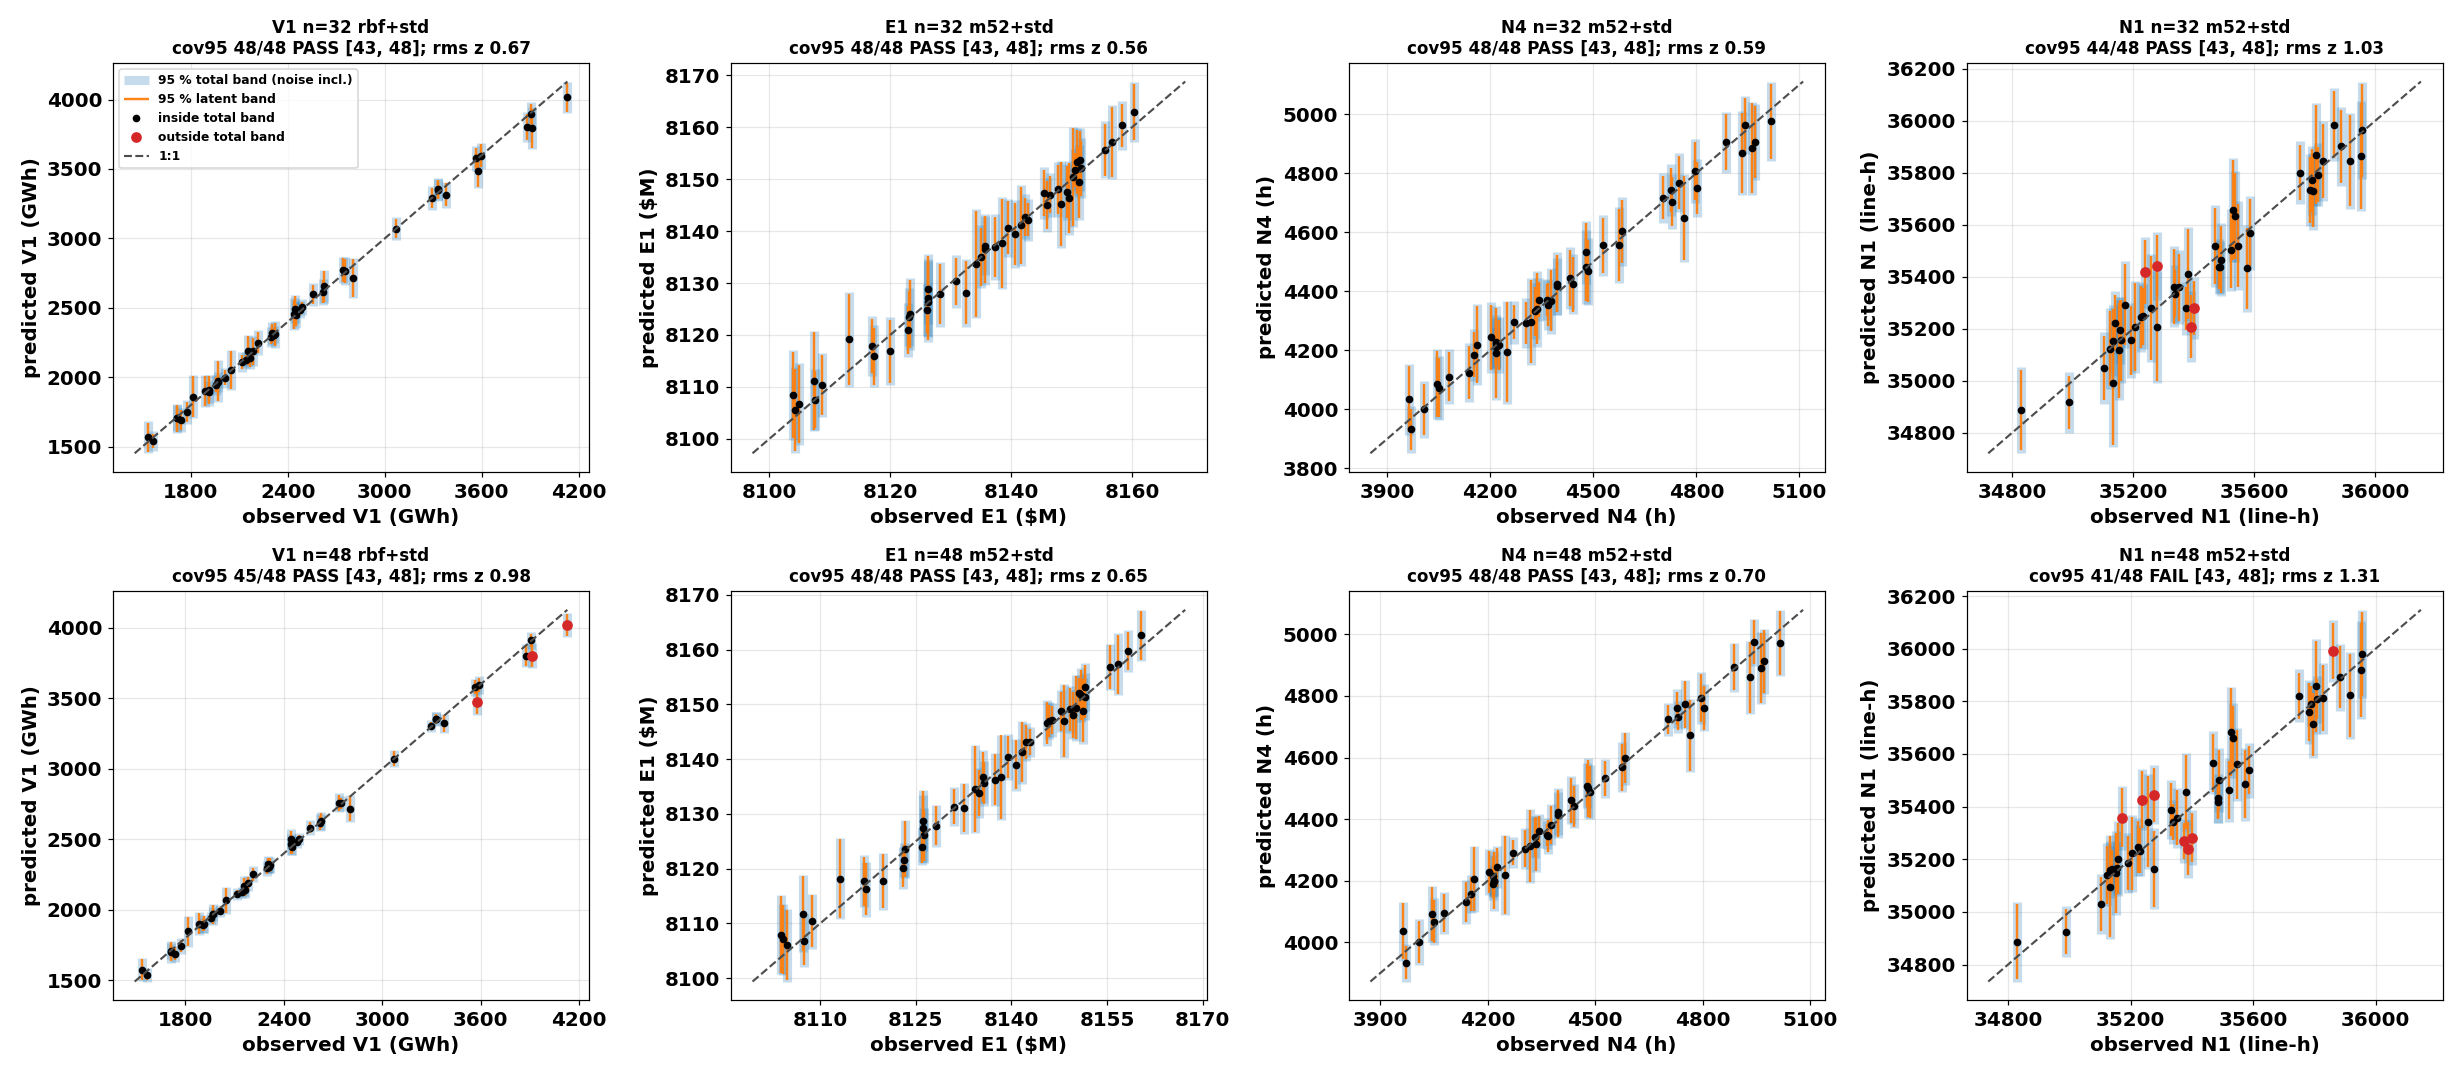 V1 n=32 rbf+std
cov95 48/48 PASS [43, 48]; rms z 0.67
95 % total band (noise incl.)
95 % latent band
inside total band
outside total band
1:1
predicted V1 (GWh)
4000
3500
3000
2500
2000
1500
1800
2400
3000
3600
4200
observed V1 (GWh)
E1 n=32 m52+std
cov95 48/48 PASS [43, 48]; rms z 0.56
predicted E1 ($M)
8170
8160
8150
8140
8130
8120
8110
8100
8100
8120
8140
8160
observed E1 ($M)
N4 n=32 m52+std
cov95 48/48 PASS [43, 48]; rms z 0.59
predicted N4 (h)
5000
4800
4600
4400
4200
4000
3800
3900
4200
4500
4800
5100
observed N4 (h)
N1 n=32 m52+std
cov95 44/48 PASS [43, 48]; rms z 1.03
predicted N1 (line-h)
36200
36000
35800
35600
35400
35200
35000
34800
34800
35200
35600
36000
observed N1 (line-h)
V1 n=48 rbf+std
cov95 45/48 PASS [43, 48]; rms z 0.98
predicted V1 (GWh)
4000
3500
3000
2500
2000
1500
1800
2400
3000
3600
4200
observed V1 (GWh)
E1 n=48 m52+std
cov95 48/48 PASS [43, 48]; rms z 0.65
predicted E1 ($M)
8170
8160
8150
8140
8130
8120
8110
8100
8110
8125
8140
8155
8170
observed E1 ($M)
N4 n=48 m52+std
cov95 48/48 PASS [43, 48]; rms z 0.70
predicted N4 (h)
5000
4800
4600
4400
4200
4000
3900
4200
4500
4800
5100
observed N4 (h)
N1 n=48 m52+std
cov95 41/48 FAIL [43, 48]; rms z 1.31
predicted N1 (line-h)
36200
36000
35800
35600
35400
35200
35000
34800
34800
35200
35600
36000
observed N1 (line-h)